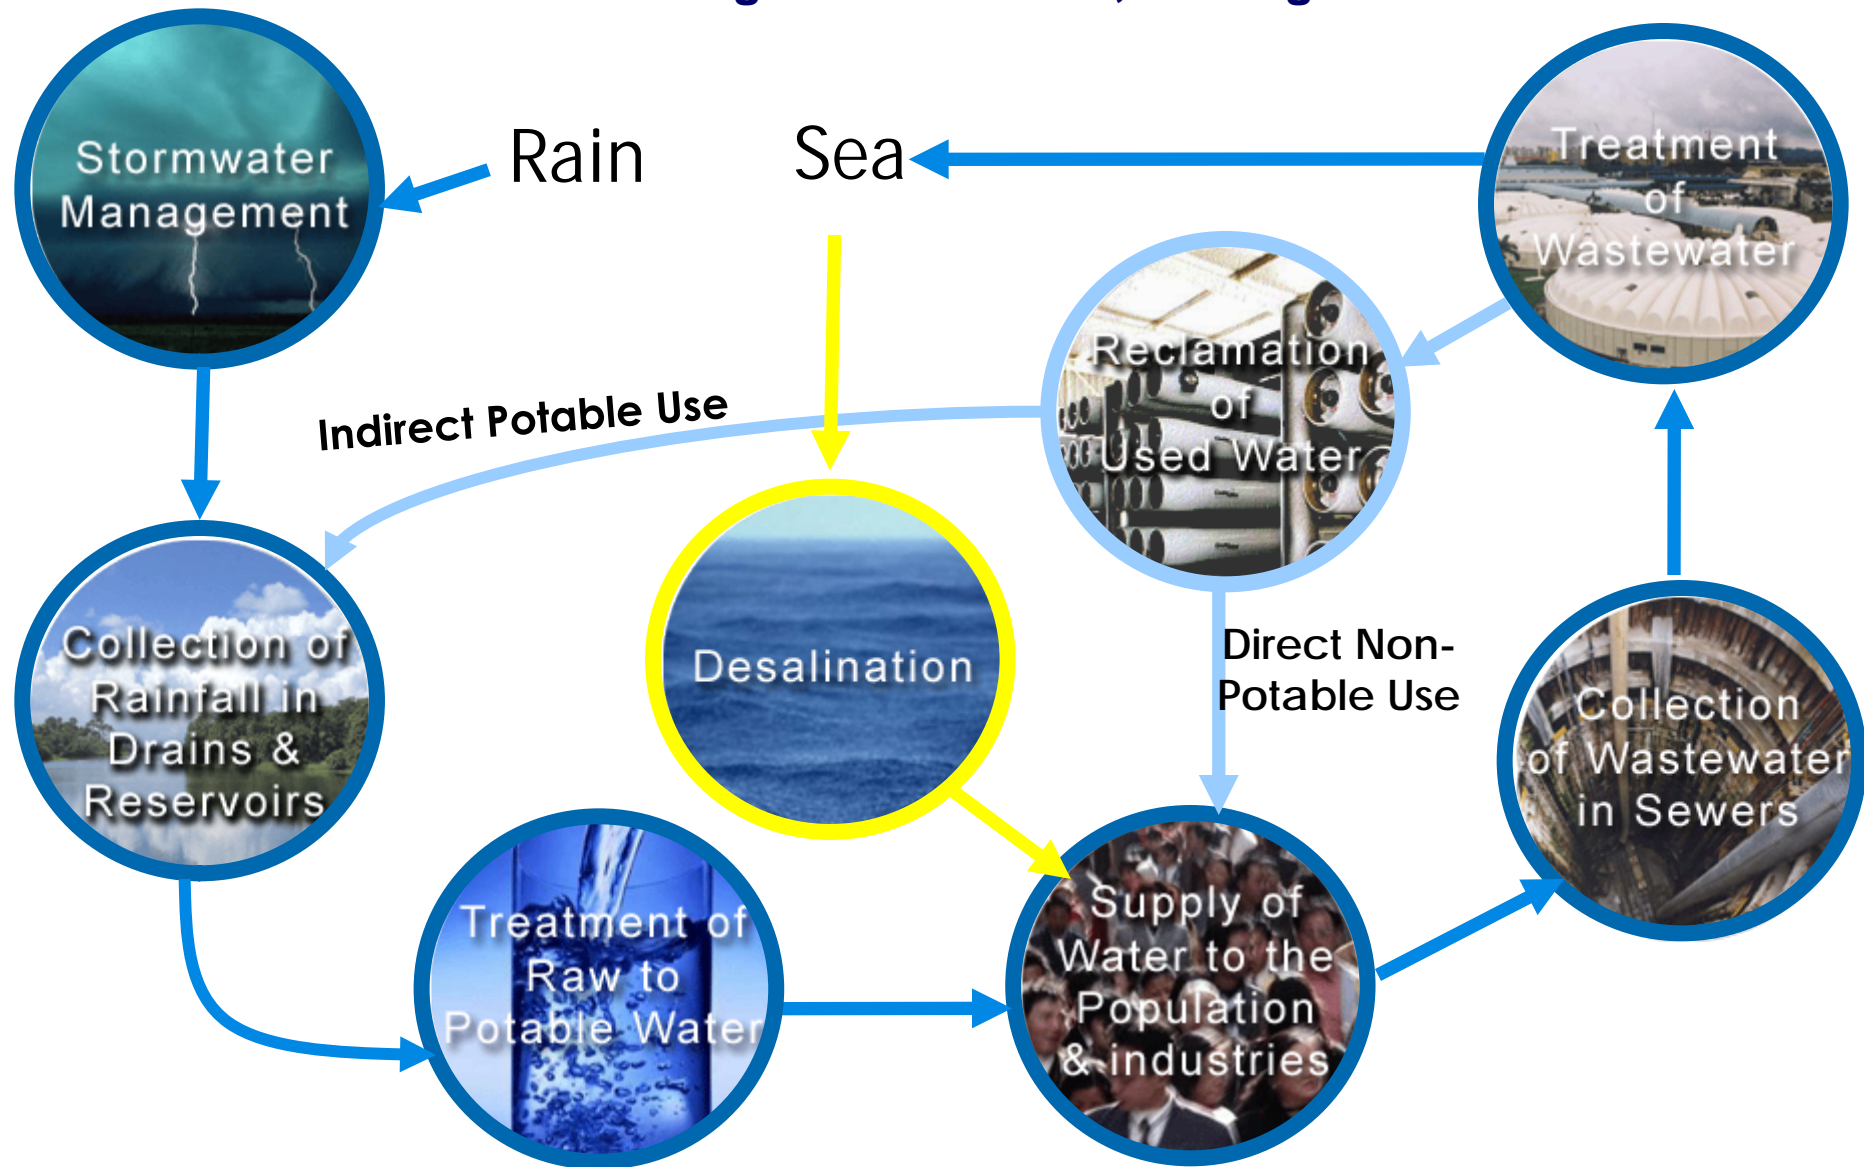 Stormwater
Management
Rain
Sea
Treatment
of
Wastewater
Reclamation
of
Used Water
Indirect Potable Use
Collection of
Rainfall in
Drains &
Reservoirs
Desalination
Direct Non-
Potable Use
Collection
of Wastewater
in Sewers
Treatment of
Raw to
Potable Water
Supply of
Water to the
Population
& industries